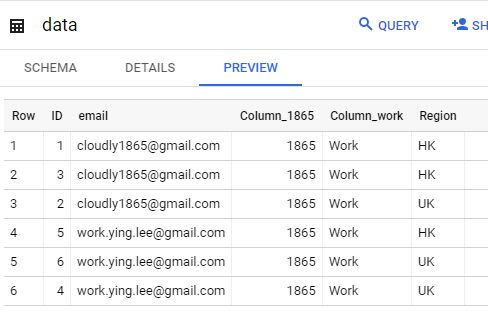 data QUERY SH
SCHEMA DETAILS PREVIEW
Row ID email Column_1865 Column_work Region
1 1 cloudly1865@gmail.com 1865 Work HK
2 3 cloudly1865@gmail.com 1865 Work HK
3 2 cloudly1865@gmail.com 1865 Work UK
4 5 work.ying.lee@gmail.com 1865 Work HK
5 6 work.ying.lee@gmail.com 1865 Work UK
6 4 work.ying.lee@gmail.com 1865 Work UK